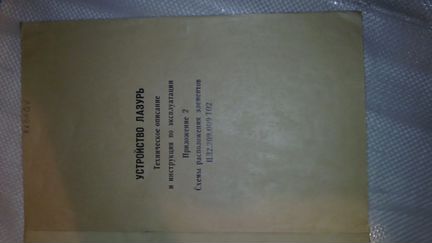 УСТРОЙСТВО ЛАЗУРЬ
Техническое описание
и инструкция по эксплуатации
Приложение 2
Схемы расположения элементов